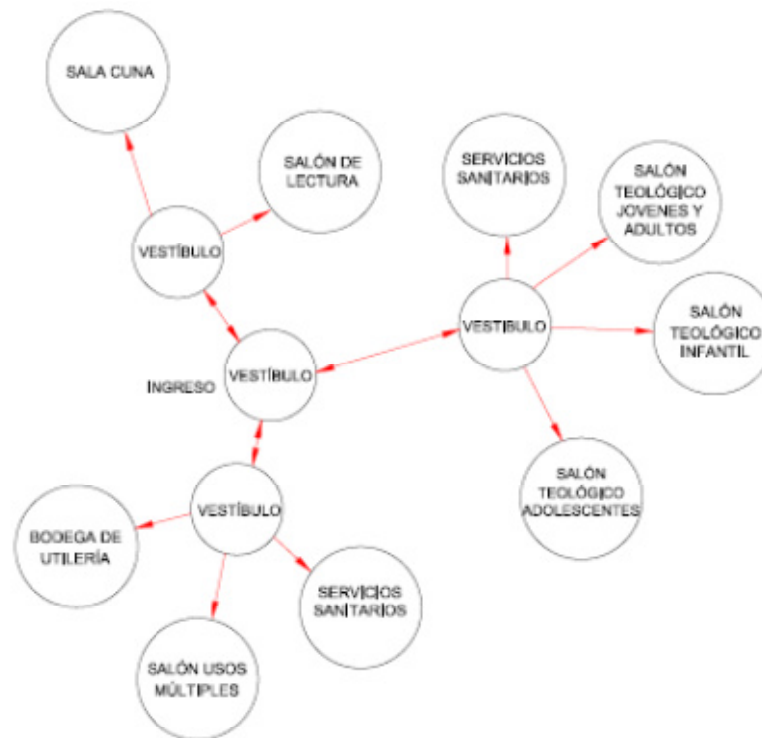 SALA CUNA
SALÓN DE
LECTURA
SERVICIOS
SANITARIOS
SALÓN
TEOLÓGICO
JOVENES Y
ADULTOS
VESTÍBULO
VESTIBULO
SALÓN
TEOLÓGICO
INFANTIL
VESTÍBULO
INGRESO
SALÓN
TEOLÓGICO
ADOLESCENTES
VESTÍBULO
BODEGA DE
UTILERÍA
SERVICIOS
SANITARIOS
SALÓN USOS
MÚLTIPLES